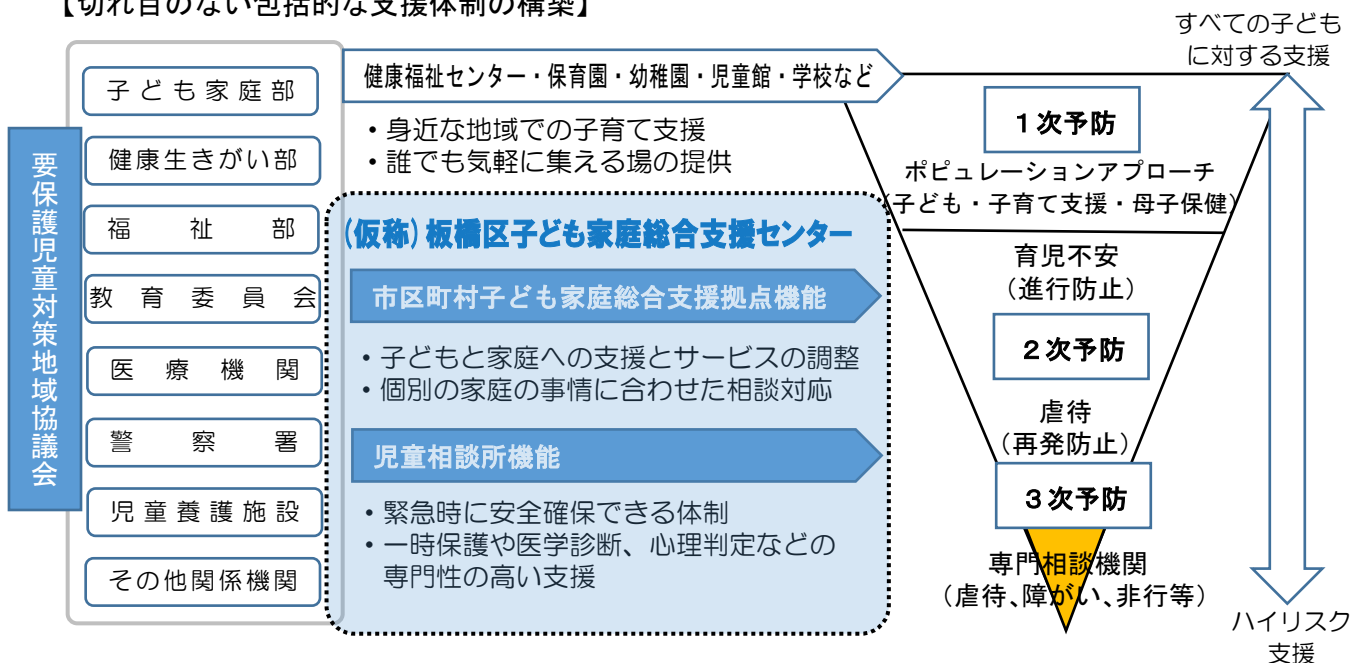 【切れ目のない包括的な支援体制の構築】
すべての子ども
に対する支援
要保護児童対策地域協議会
子ども家庭部
健康生きがい部
福祉部
教育委員会
医療機関
警察署
児童養護施設
その他関係機関
健康福祉センター・保育園・幼稚園・児童館・学校など
・身近な地域での子育て支援
・誰でも気軽に集える場の提供
(仮称)板橋区子ども家庭総合支援センター
市区町村子ども家庭総合支援拠点機能
・子どもと家庭への支援とサービスの調整
・個別の家庭の事情に合わせた相談対応
児童相談所機能
・緊急時に安全確保できる体制
・一時保護や医学診断、心理判定などの
専門性の高い支援
1次予防
ポピュレーションアプローチ
(子ども・子育て支援・母子保健)
育児不安
(進行防止)
2次予防
虐待
(再発防止)
3次予防
専門相談機関
(虐待、障がい、非行等)
ハイリスク
支援